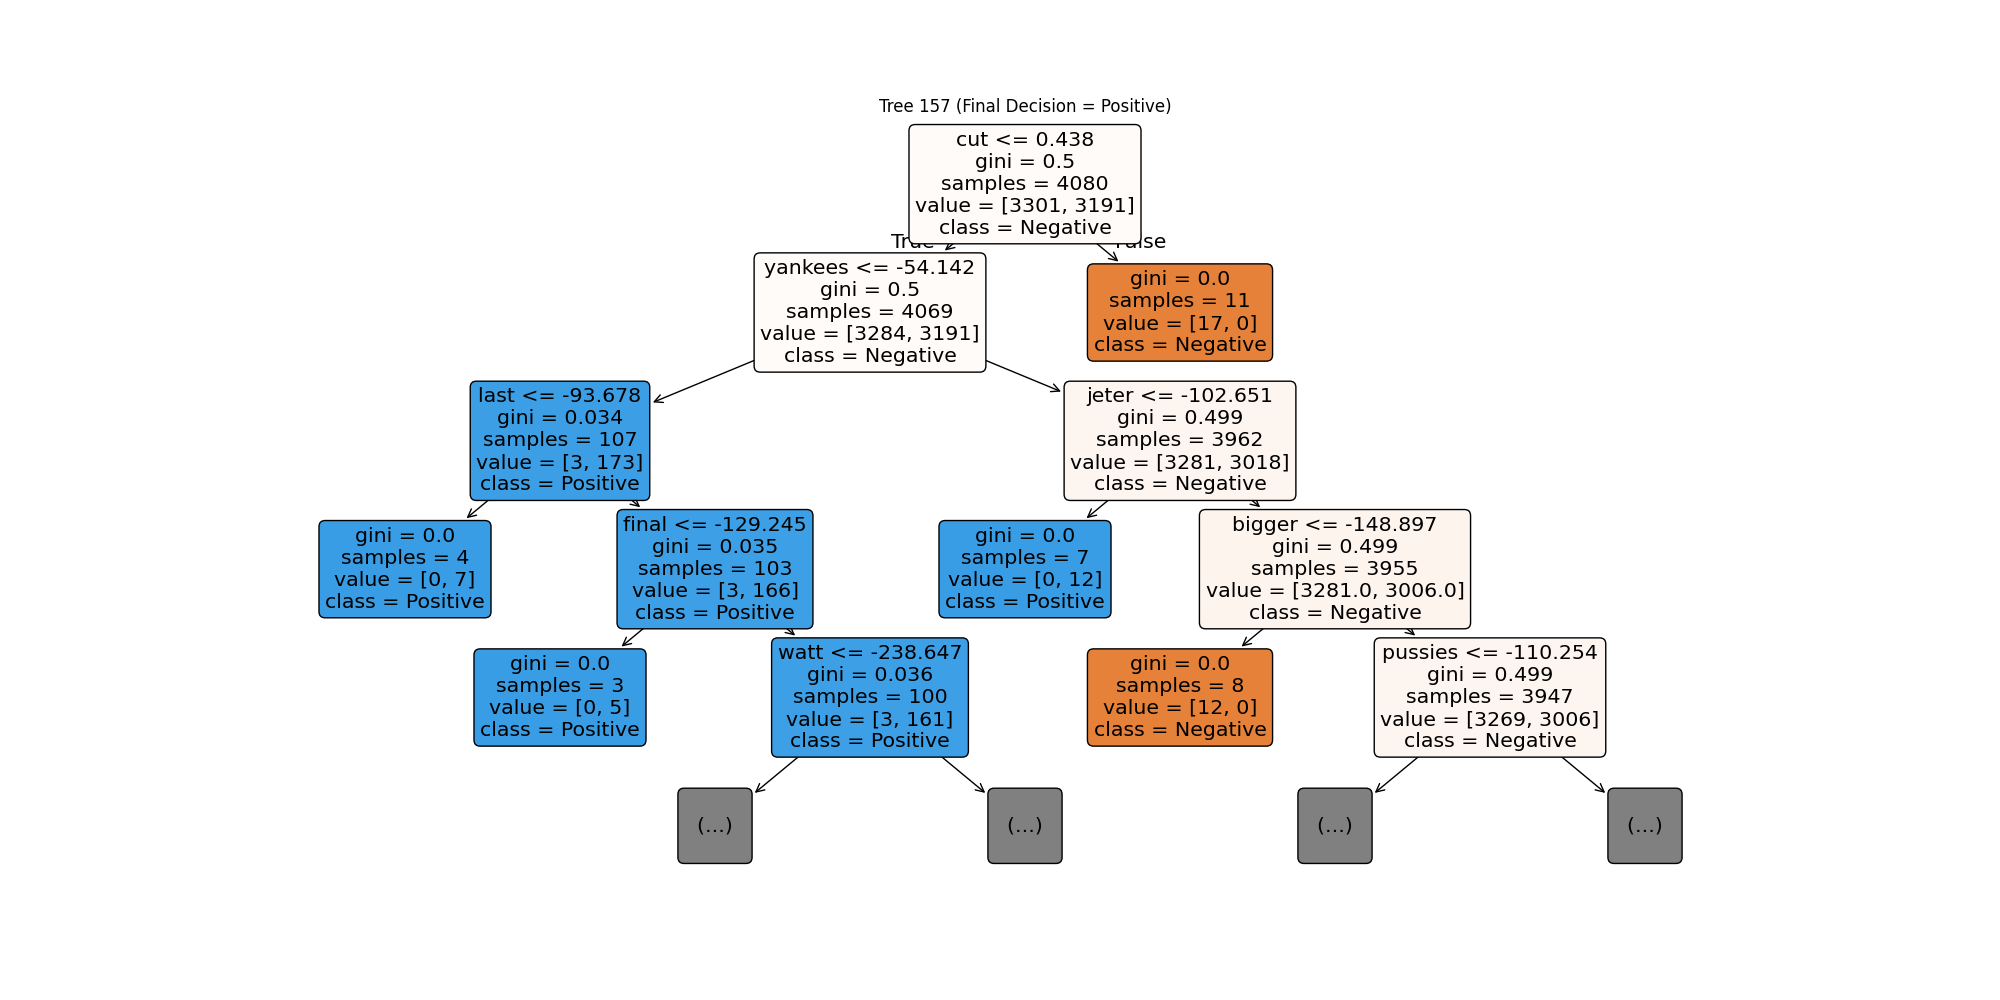 Tree 157 (Final Decision = Positive)
cut <= 0.438
gini = 0.5
samples = 4080
value = [3301, 3191]
class = Negative
True
False
yankees <= -54.142
gini = 0.5
samples = 4069
value = [3284, 3191]
class = Negative
gini = 0.0
samples = 11
value = [17, 0]
class = Negative
last <= -93.678
gini = 0.034
samples = 107
value = [3, 173]
class = Positive
jeter <= -102.651
gini = 0.499
samples = 3962
value = [3281, 3018]
class = Negative
gini = 0.0
samples = 4
value = [0, 7]
class = Positive
final <= -129.245
gini = 0.035
samples = 103
value = [3, 166]
class = Positive
gini = 0.0
samples = 7
value = [0, 12]
class = Positive
bigger <= -148.897
gini = 0.499
samples = 3955
value = [3281.0, 3006.0]
class = Negative
gini = 0.0
samples = 3
value = [0, 5]
class = Positive
watt <= -238.647
gini = 0.036
samples = 100
value = [3, 161]
class = Positive
gini = 0.0
samples = 8
value = [12, 0]
class = Negative
pussies <= -110.254
gini = 0.499
samples = 3947
value = [3269, 3006]
class = Negative
(...)
(...)
(...)
(...)